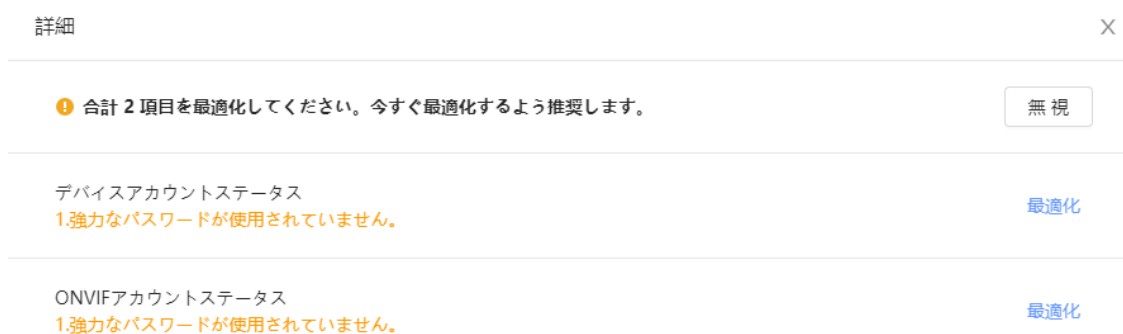 詳細
合計 2 項目を最適化してください。今すぐ最適化するよう推奨します。
無 視
デバイスアカウントステータス
1.強力なパスワードが使用されていません。
最適化
ONVIFアカウントステータス
1.強力なパスワードが使用されていません。
最適化